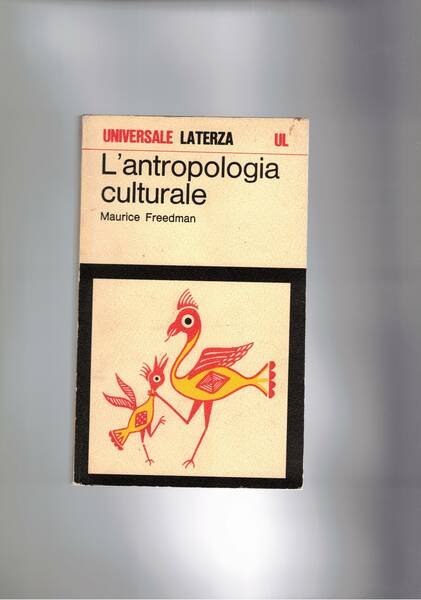 UNIVERSALE LATERZA UL
L'antropologia
culturale
Maurice Freedman